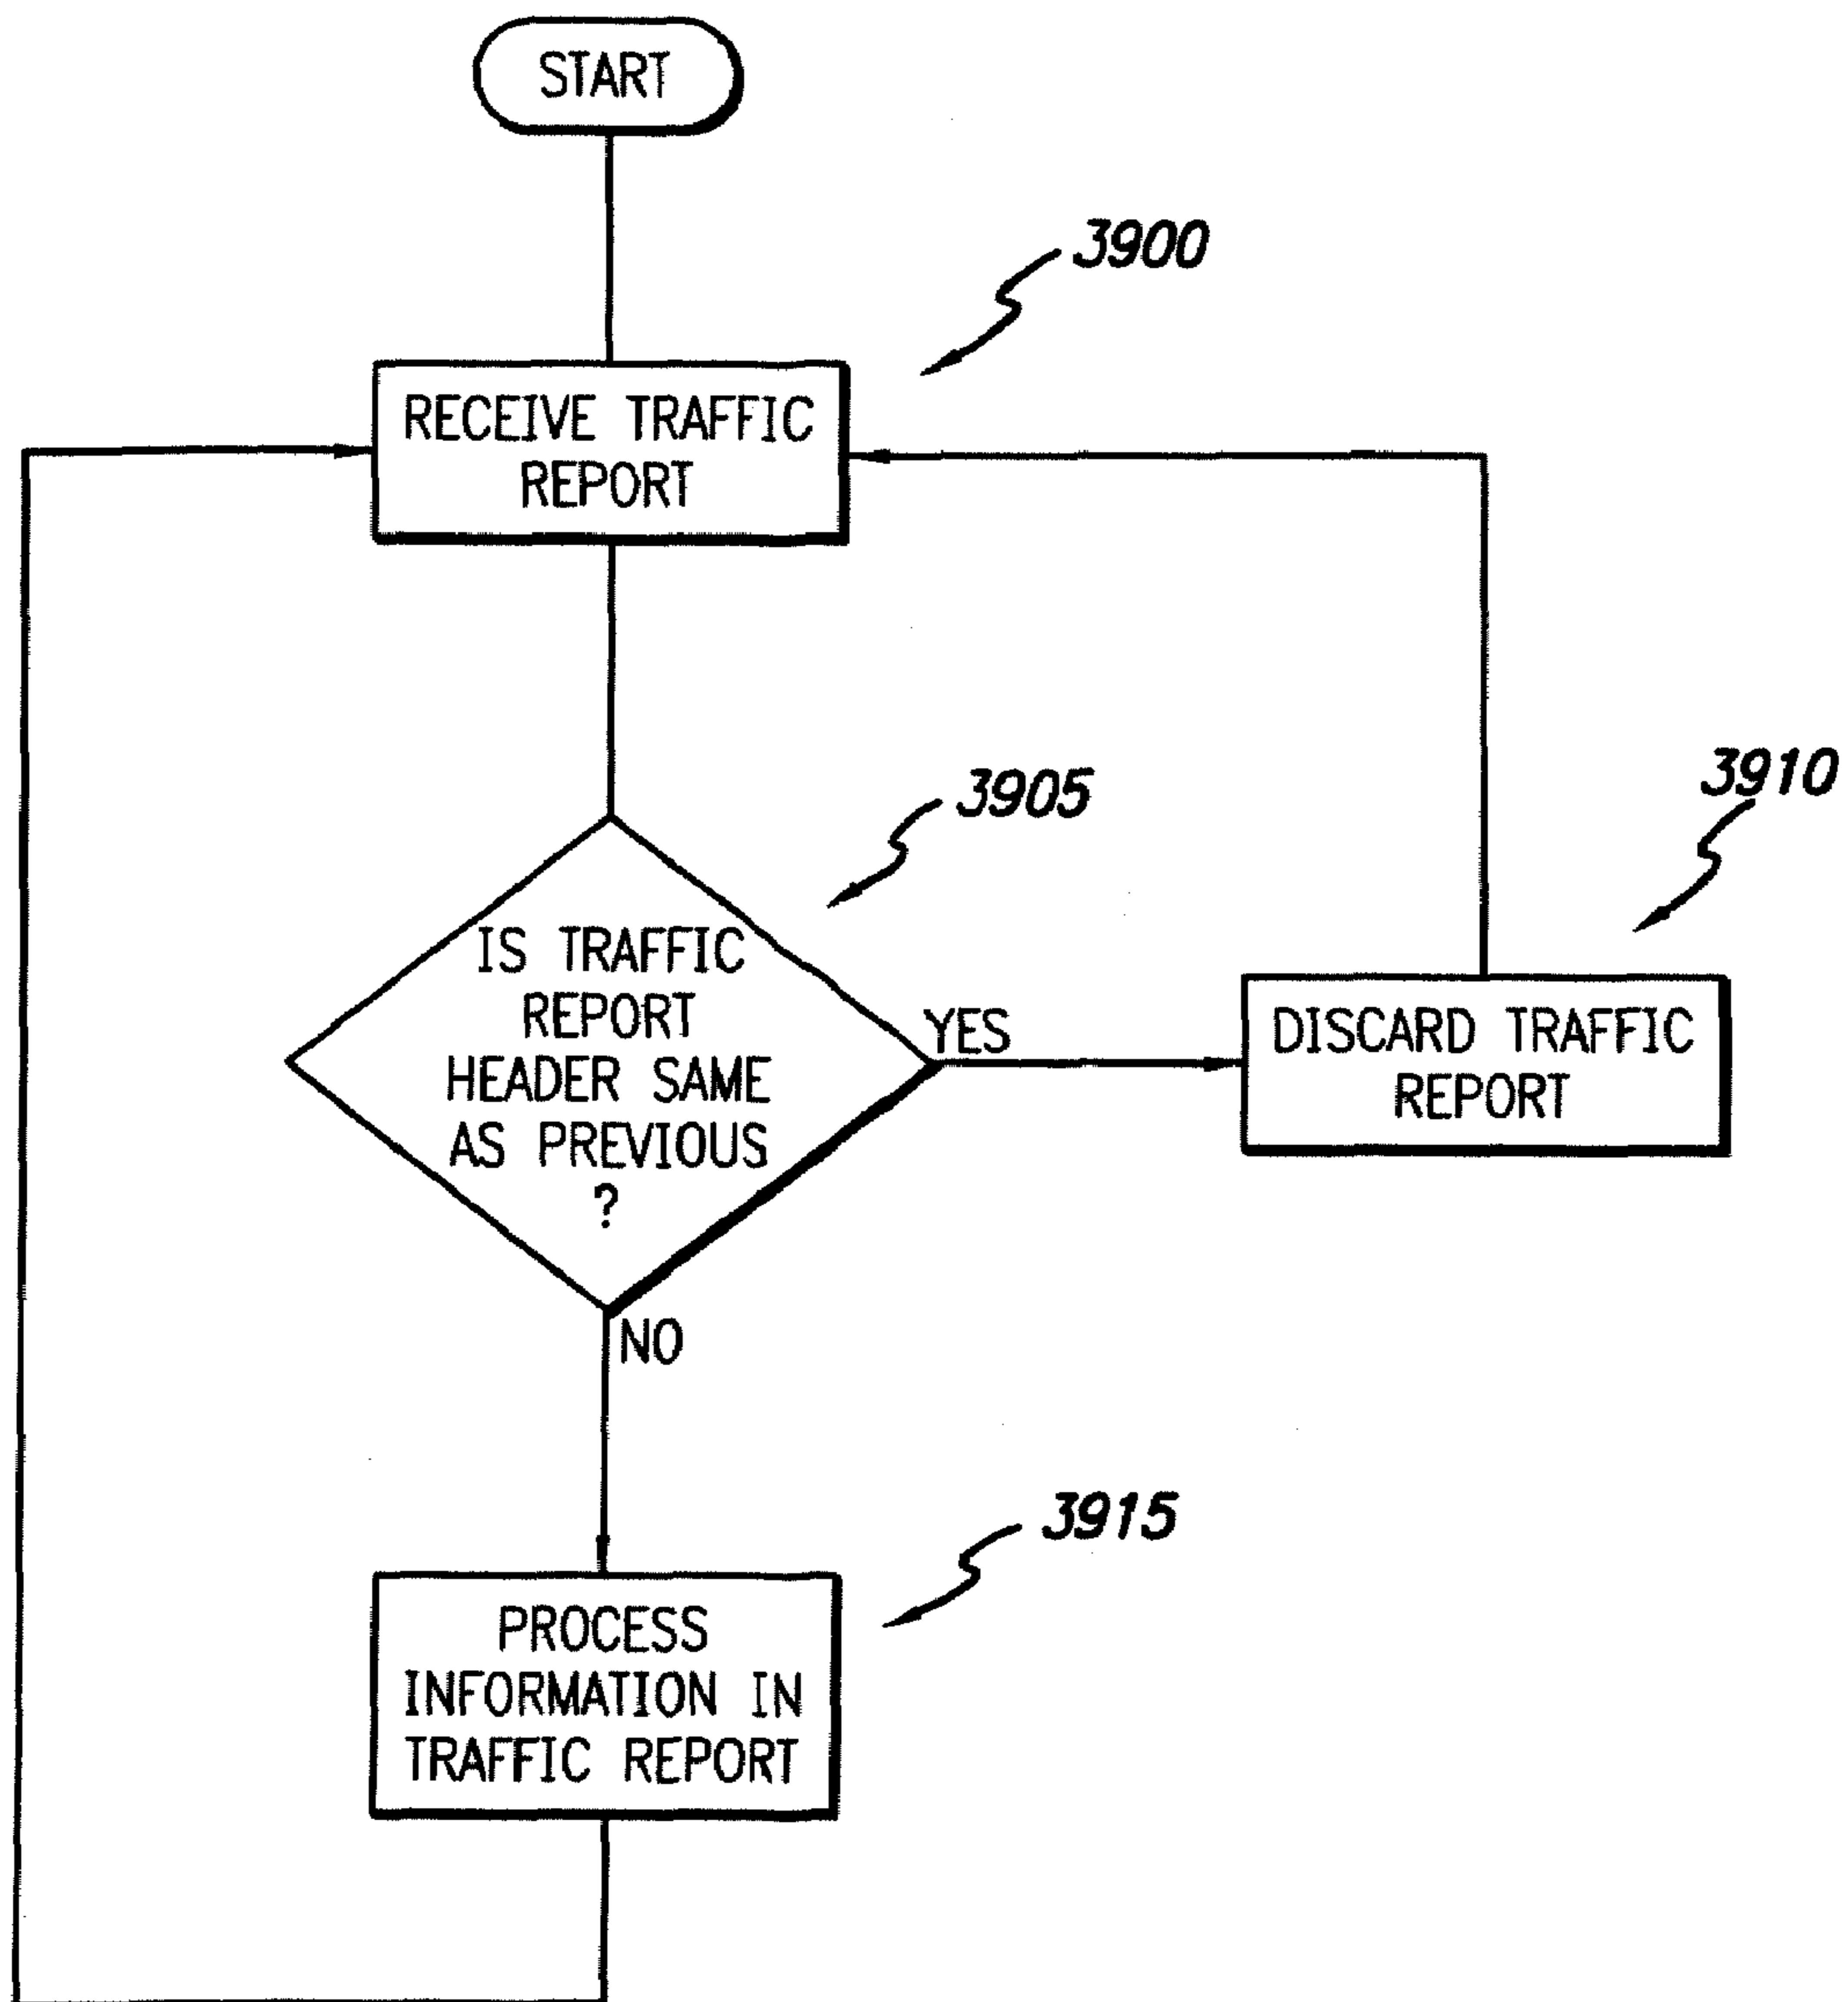 START
3900
RECEIVE TRAFFIC
REPORT
3905
3910
IS TRAFFIC
REPORT
HEADER SAME
AS PREVIOUS
?
YES
DISCARD TRAFFIC
REPORT
NO
3915
PROCESS
INFORMATION IN
TRAFFIC REPORT